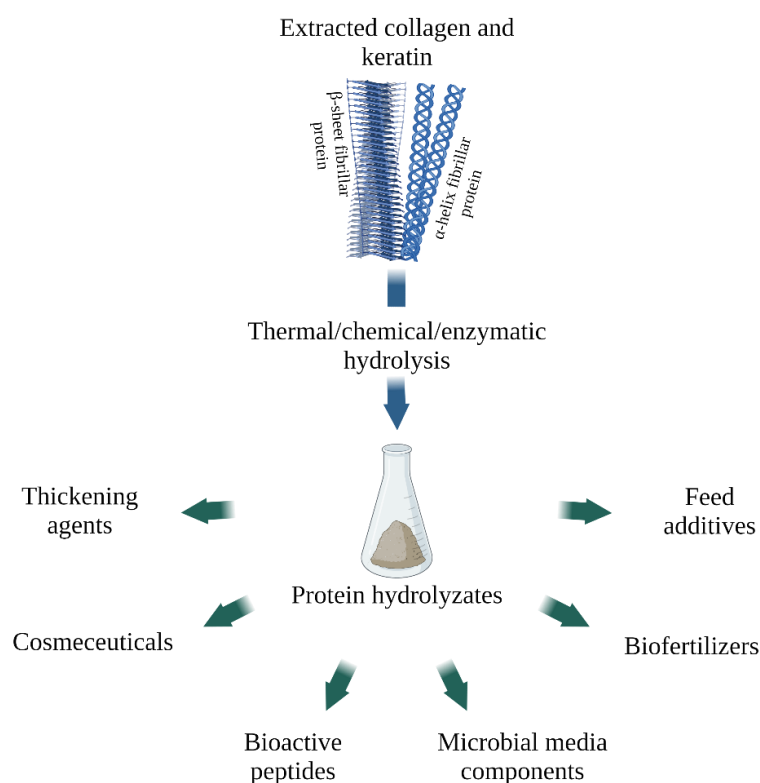 Extracted collagen and
keratin
β-sheet fibrillar
protein
α-helix fibrillar
protein
Thermal/chemical/enzymatic
hydrolysis
Thickening
agents
Feed
additives
Protein hydrolyzates
Cosmeceuticals
Biofertilizers
Bioactive
peptides
Microbial media
components